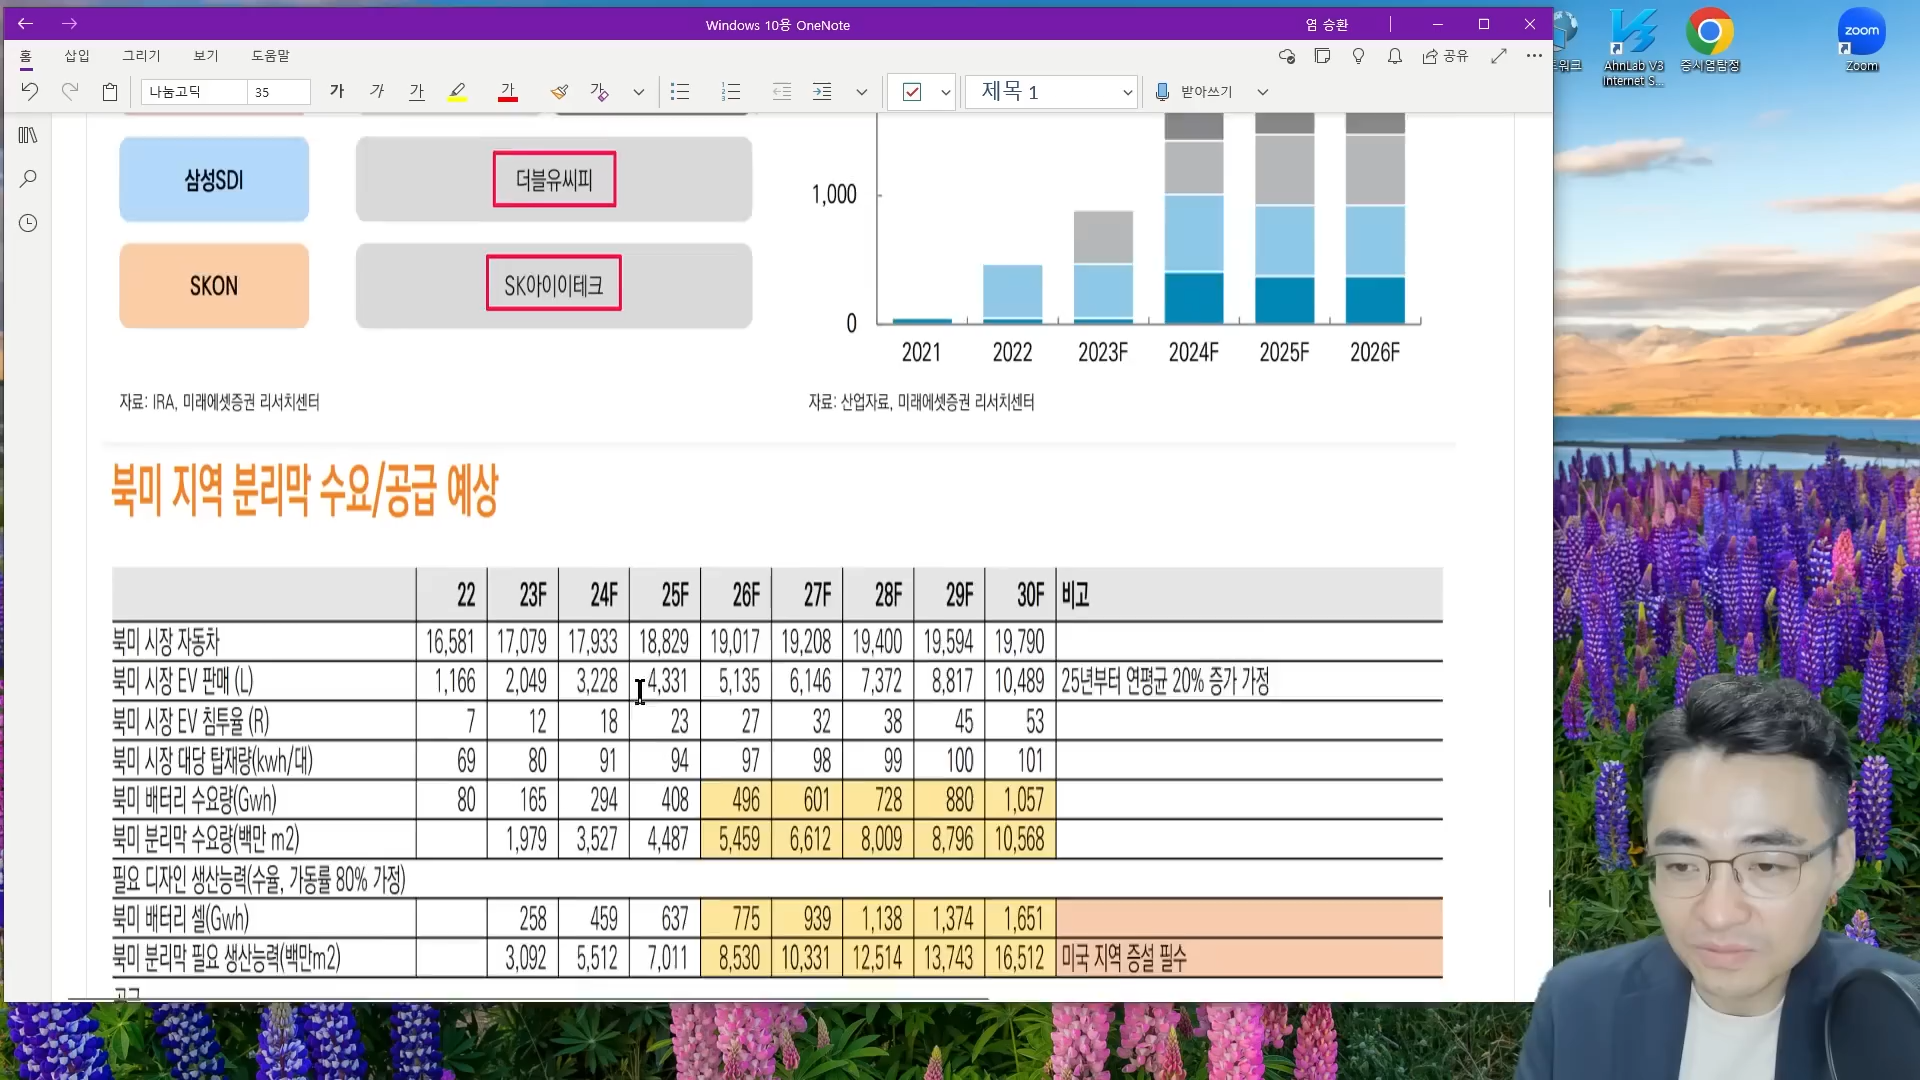 Windows 10용 OneNote
염 승환
홈 삽입 그리기 보기 도움말
공유
나눔고딕 35 가 가 가 가 가 제목 1 받아쓰기
AhnLab V3
Internet S...
증시염탐정
Zoom
zoom
삼성SDI 더블유씨피
SKON SK아이이테크
1,000
0
2021 2022 2023F 2024F 2025F 2026F
자료: IRA, 미래에셋증권 리서치센터
자료: 산업자료, 미래에셋증권 리서치센터
북미 지역 분리막 수요/공급 예상
22 23F 24F 25F 26F 27F 28F 29F 30F 비고
북미 시장 자동차 16,581 17,079 17,933 18,829 19,017 19,208 19,400 19,594 19,790
북미 시장 EV 판매 (L) 1,166 2,049 3,228 4,331 5,135 6,146 7,372 8,817 10,489 25년부터 연평균 20% 증가 가정
북미 시장 EV 침투율 (R) 7 12 18 23 27 32 38 45 53
북미 시장 대당 탑재량(kwh/대) 69 80 91 94 97 98 99 100 101
북미 배터리 수요량(Gwh) 80 165 294 408 496 601 728 880 1,057
북미 분리막 수요량(백만 m2) 1,979 3,527 4,487 5,459 6,612 8,009 8,796 10,568
필요 디자인 생산능력(수율, 가동률 80% 가정)
북미 배터리 셀(Gwh) 258 459 637 775 939 1,138 1,374 1,651
북미 분리막 필요 생산능력(백만m2) 3,092 5,512 7,011 8,530 10,331 12,514 13,743 16,512 미국 지역 증설 필수